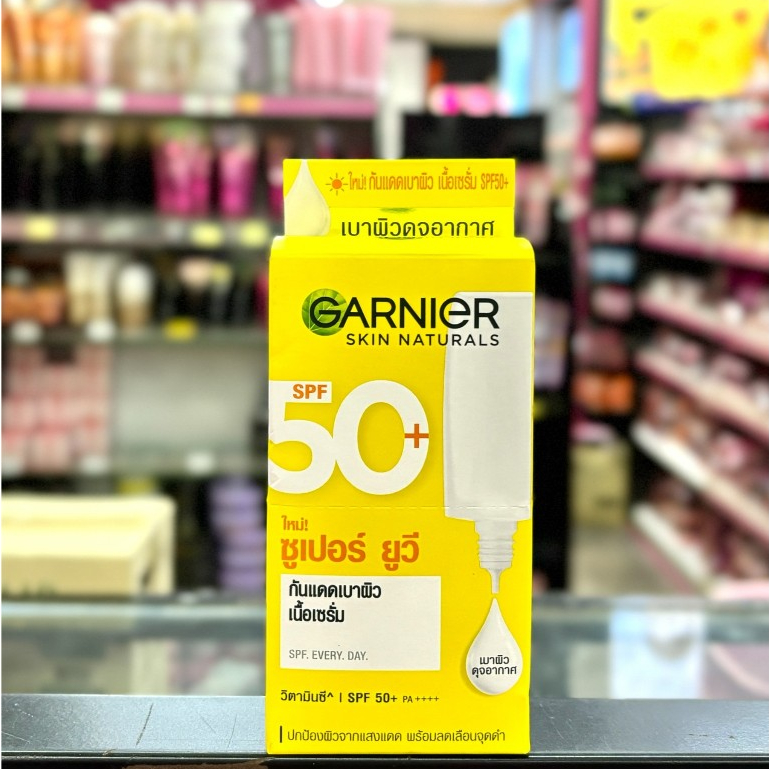 ใหม่! กันแดดเบาผิว เนื้อเซรั่ม SPF50+
เบาผิวดุจอากาศ
GARNIER
SKIN NATURALS
SPF
50+
ใหม่!
ซูเปอร์ ยูวี
กันแดดเบาผิว
เนื้อเซรั่ม
SPF. EVERY. DAY.
เบาผิว
ดุจอากาศ
วิตามินซี^ | SPF 50+ PA ++++
ปกป้องผิวจากแสงแดด พร้อมลดเลือนจุดดำ